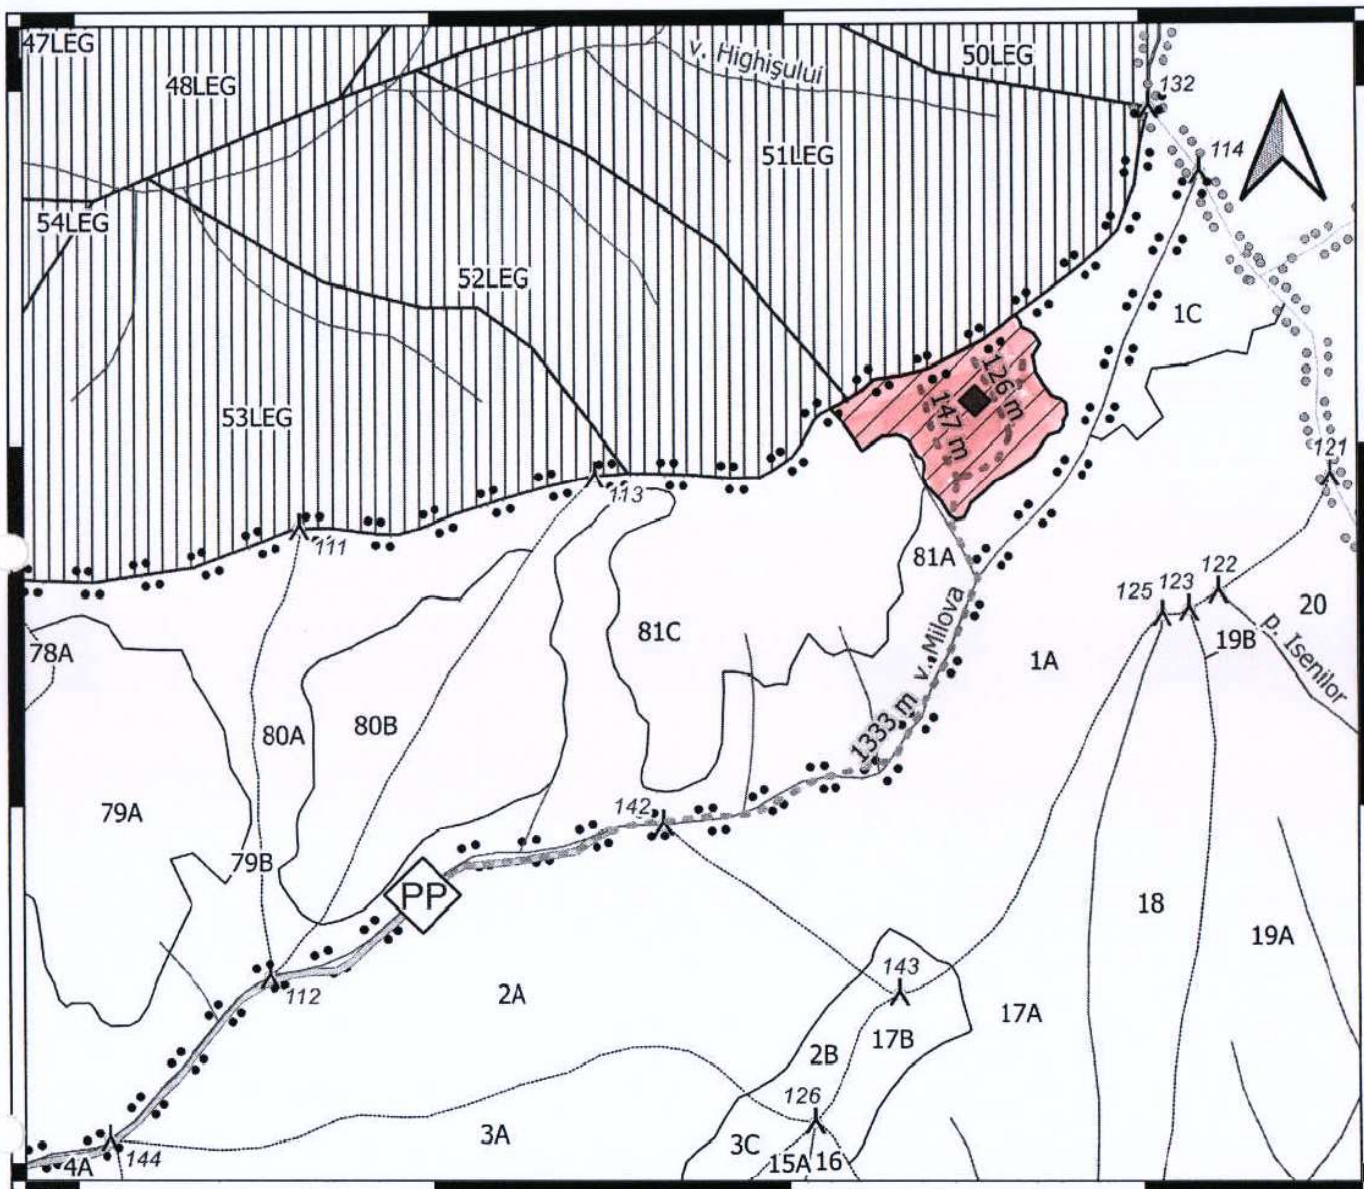 47LEG
48LEG
v. Highişului
50LEG
132
51LEG
114
54LEG
52LEG
1C
53LEG
126 m
147 m
121
113
111
81A
122
123
125
20
78A
81C
19B
v. Milova
1A
p. Isenilor
80A
80B
1333 m
79A
142
79B
PP
18
19A
143
112
2A
17A
17B
2B
126
3A
3C
144
4A
15A
16